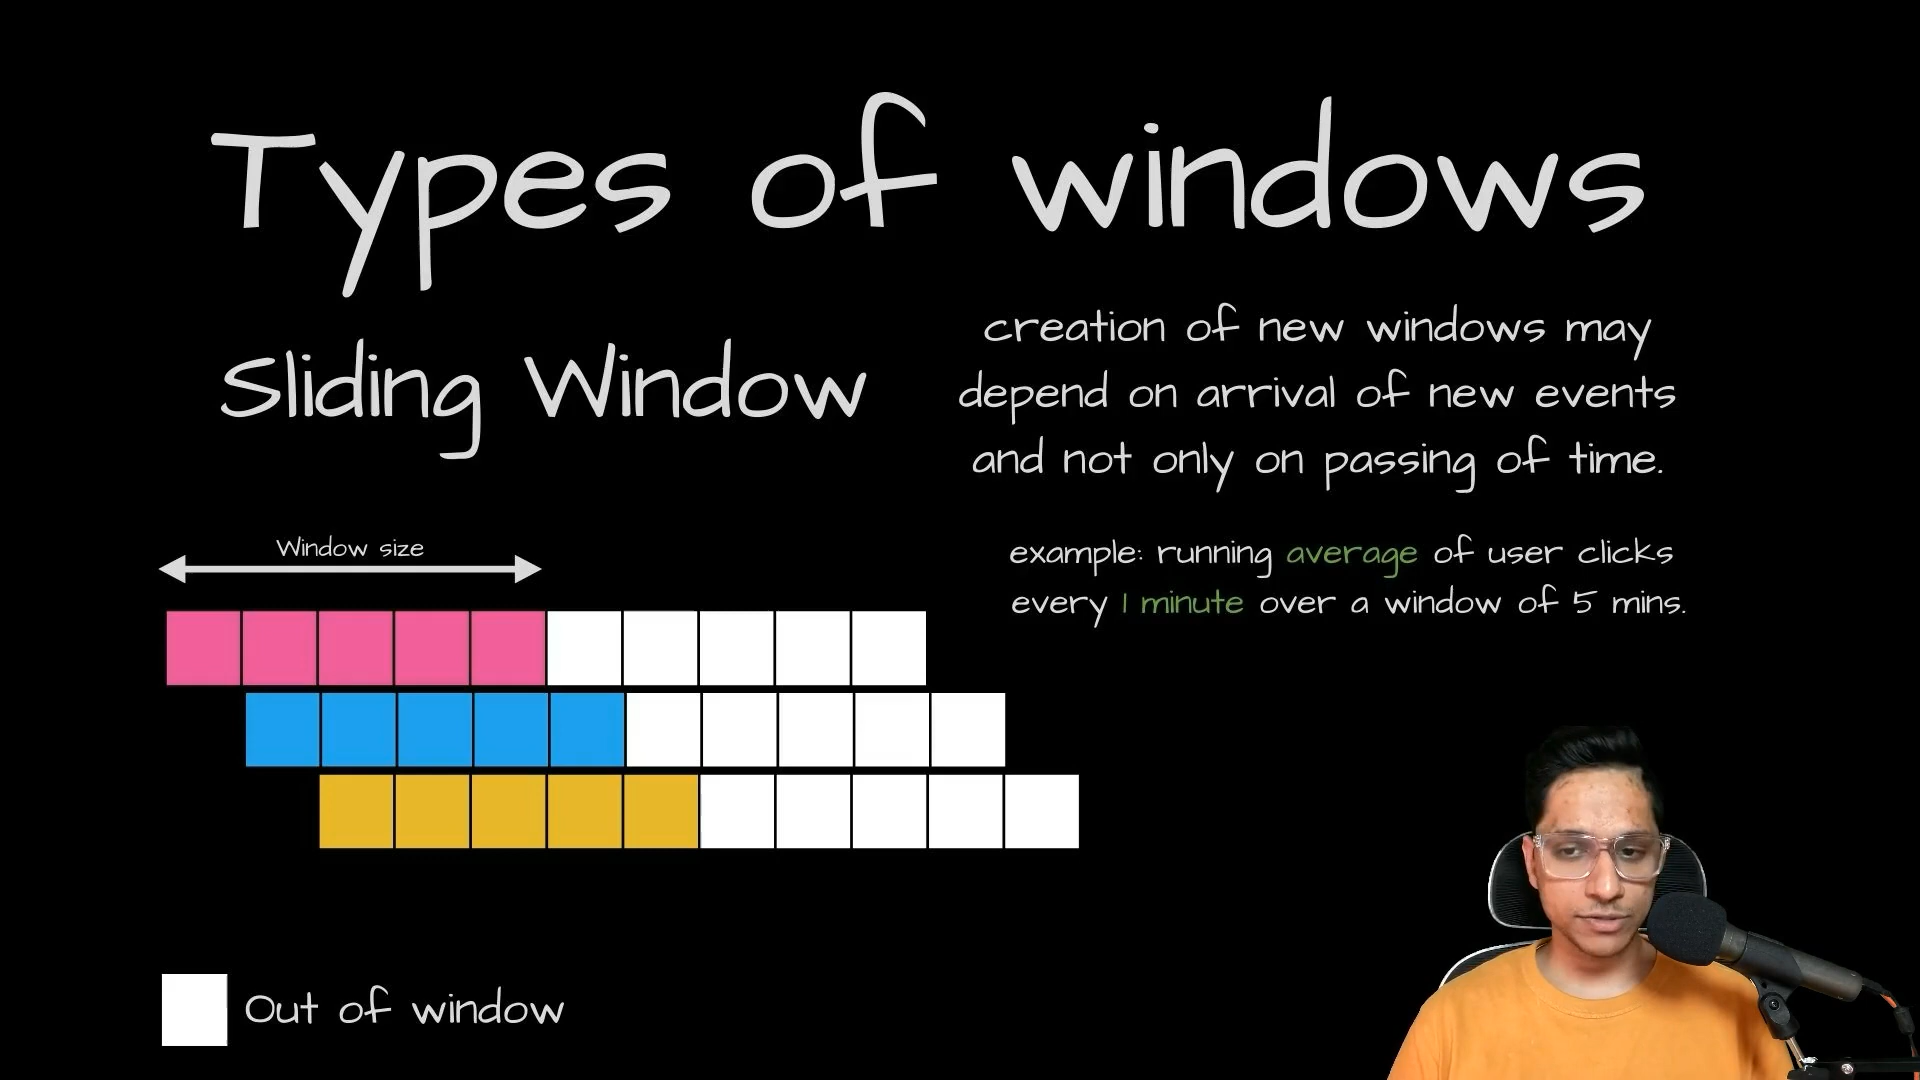 Types of windows
Sliding Window
creation of new windows may
depend on arrival of new events
and not only on passing of time.
example: running average of user clicks
every 1 minute over a window of 5 mins.
Window size
Out of window